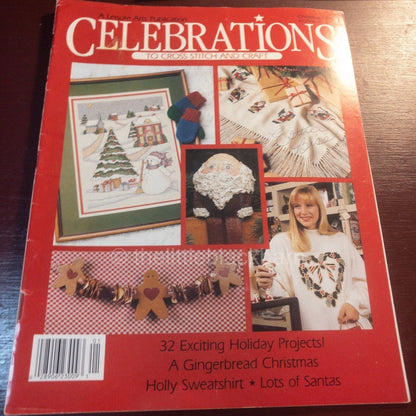 A Leisure Arts Publication
CELEBRATIONS
TO CROSS STITCH AND CRAFT
32 Exciting Holiday Projects!
A Gingerbread Christmas
Holly Sweatshirt ★ Lots of Santas
01